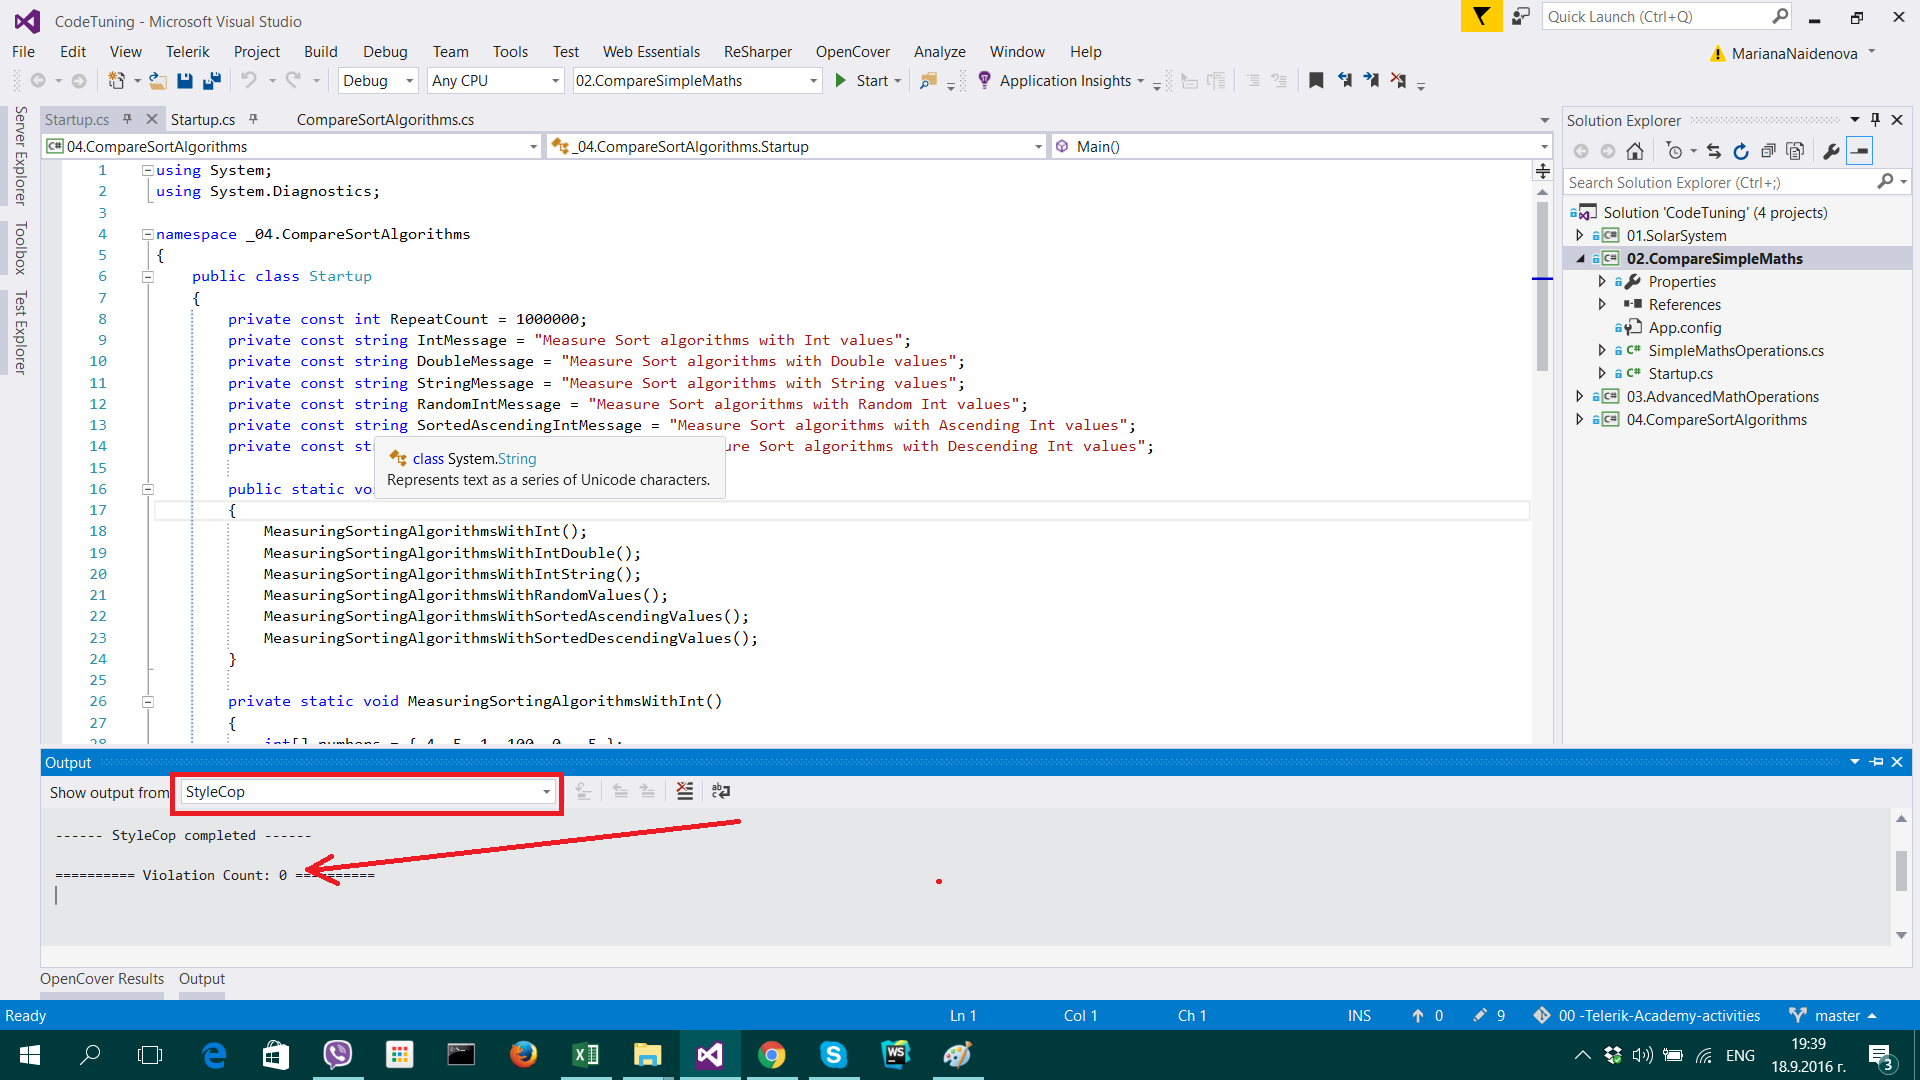 CodeTuning - Microsoft Visual Studio
Quick Launch (Ctrl+Q)
File Edit View Telerik Project Build Debug Team Tools Test Web Essentials ReSharper OpenCover Analyze Window Help
MarianaNaidenova
Debug Any CPU 02.CompareSimpleMaths Start Application Insights
Server Explorer
Toolbox
Test Explorer
Startup.cs Startup.cs CompareSortAlgorithms.cs
C# 04.CompareSortAlgorithms _04.CompareSortAlgorithms.Startup Main()
1 using System;
2 using System.Diagnostics;
3
4 namespace _04.CompareSortAlgorithms
5 {
6 public class Startup
7 {
8 private const int RepeatCount = 1000000;
9 private const string IntMessage = "Measure Sort algorithms with Int values";
10 private const string DoubleMessage = "Measure Sort algorithms with Double values";
11 private const string StringMessage = "Measure Sort algorithms with String values";
12 private const string RandomIntMessage = "Measure Sort algorithms with Random Int values";
13 private const string SortedAscendingIntMessage = "Measure Sort algorithms with Ascending Int values";
14 private const Sort algorithms with Descending Int values";
class System.String
Represents text as a series of Unicode characters.
15
16 public static
17 {
18 MeasuringSortingAlgorithmsWithInt();
19 MeasuringSortingAlgorithmsWithIntDouble();
20 MeasuringSortingAlgorithmsWithIntString();
21 MeasuringSortingAlgorithmsWithRandomValues();
22 MeasuringSortingAlgorithmsWithSortedAscendingValues();
23 MeasuringSortingAlgorithmsWithSortedDescendingValues();
24 }
25
26 private static void MeasuringSortingAlgorithmsWithInt()
27 {
Solution Explorer
Search Solution Explorer (Ctrl+;)
Solution 'CodeTuning' (4 projects)
C# 01.SolarSystem
C# 02.CompareSimpleMaths
Properties
References
App.config
C# SimpleMathsOperations.cs
C# Startup.cs
C# 03.AdvancedMathOperations
C# 04.CompareSortAlgorithms
Output
Show output from StyleCop
------ StyleCop completed ------
========== Violation Count: 0 ==========
OpenCover Results Output
Ready Ln 1 Col 1 Ch 1 INS 0 9 00 -Telerik-Academy-activities master
WS
ENG
19:39
18.9.2016 г.
3